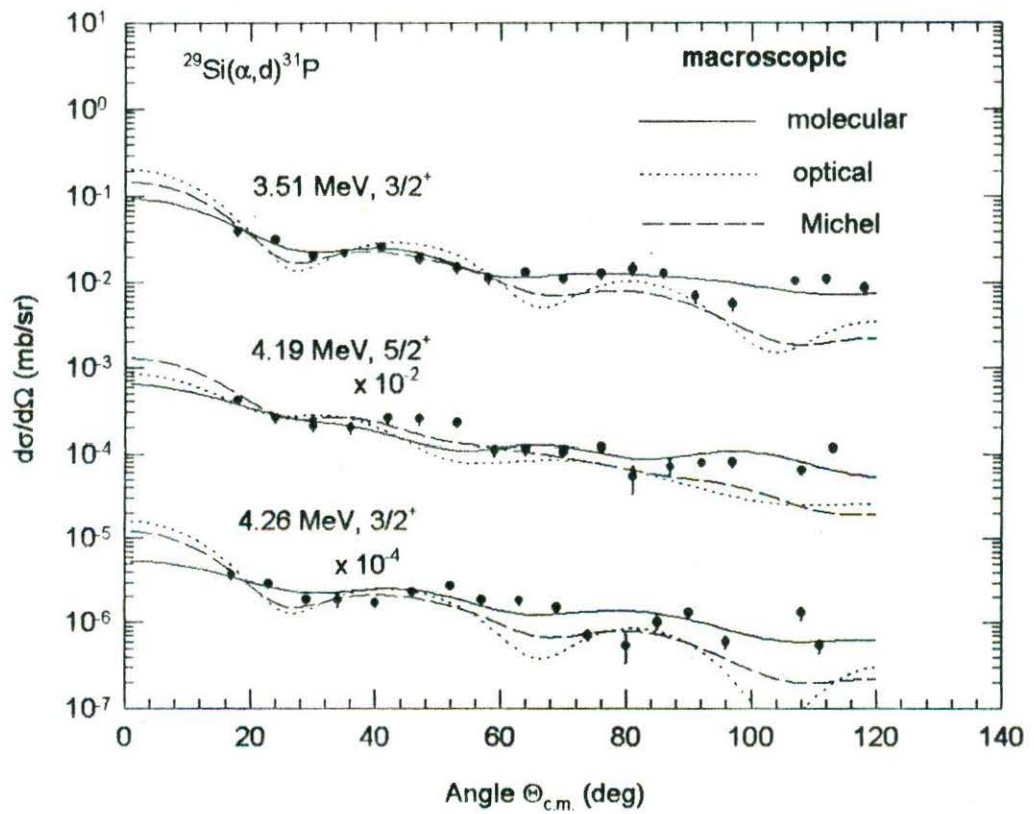 ²⁹Si(α,d)³¹P
macroscopic
molecular
optical
Michel
3.51 MeV, 3/2⁺
4.19 MeV, 5/2⁺
x 10⁻²
4.26 MeV, 3/2⁺
x 10⁻⁴
10¹
10⁰
10⁻¹
10⁻²
10⁻³
10⁻⁴
10⁻⁵
10⁻⁶
10⁻⁷
dσ/dΩ (mb/sr)
0 20 40 60 80 100 120 140
Angle Θc.m. (deg)